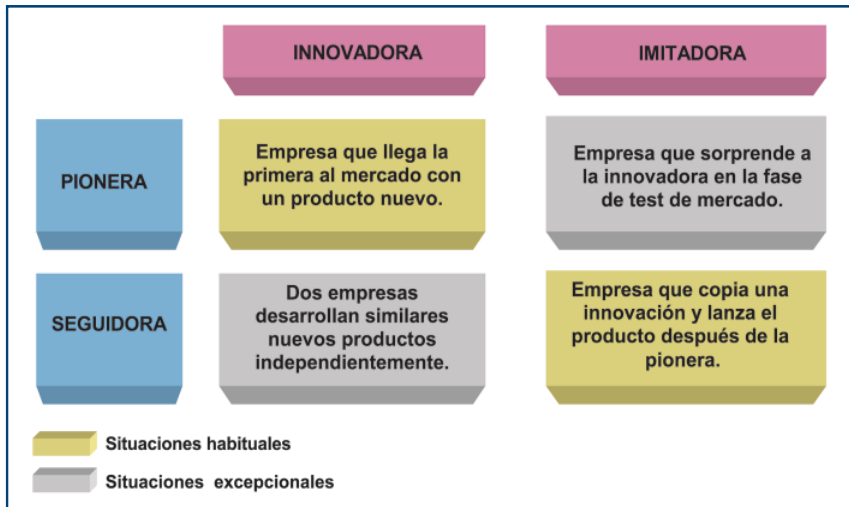 INNOVADORA
IMITADORA
PIONERA
Empresa que llega la
primera al mercado con
un producto nuevo.
Empresa que sorprende a
la innovadora en la fase
de test de mercado.
SEGUIDORA
Dos empresas
desarrollan similares
nuevos productos
independientemente.
Empresa que copia una
innovación y lanza el
producto después de la
pionera.
Situaciones habituales
Situaciones excepcionales